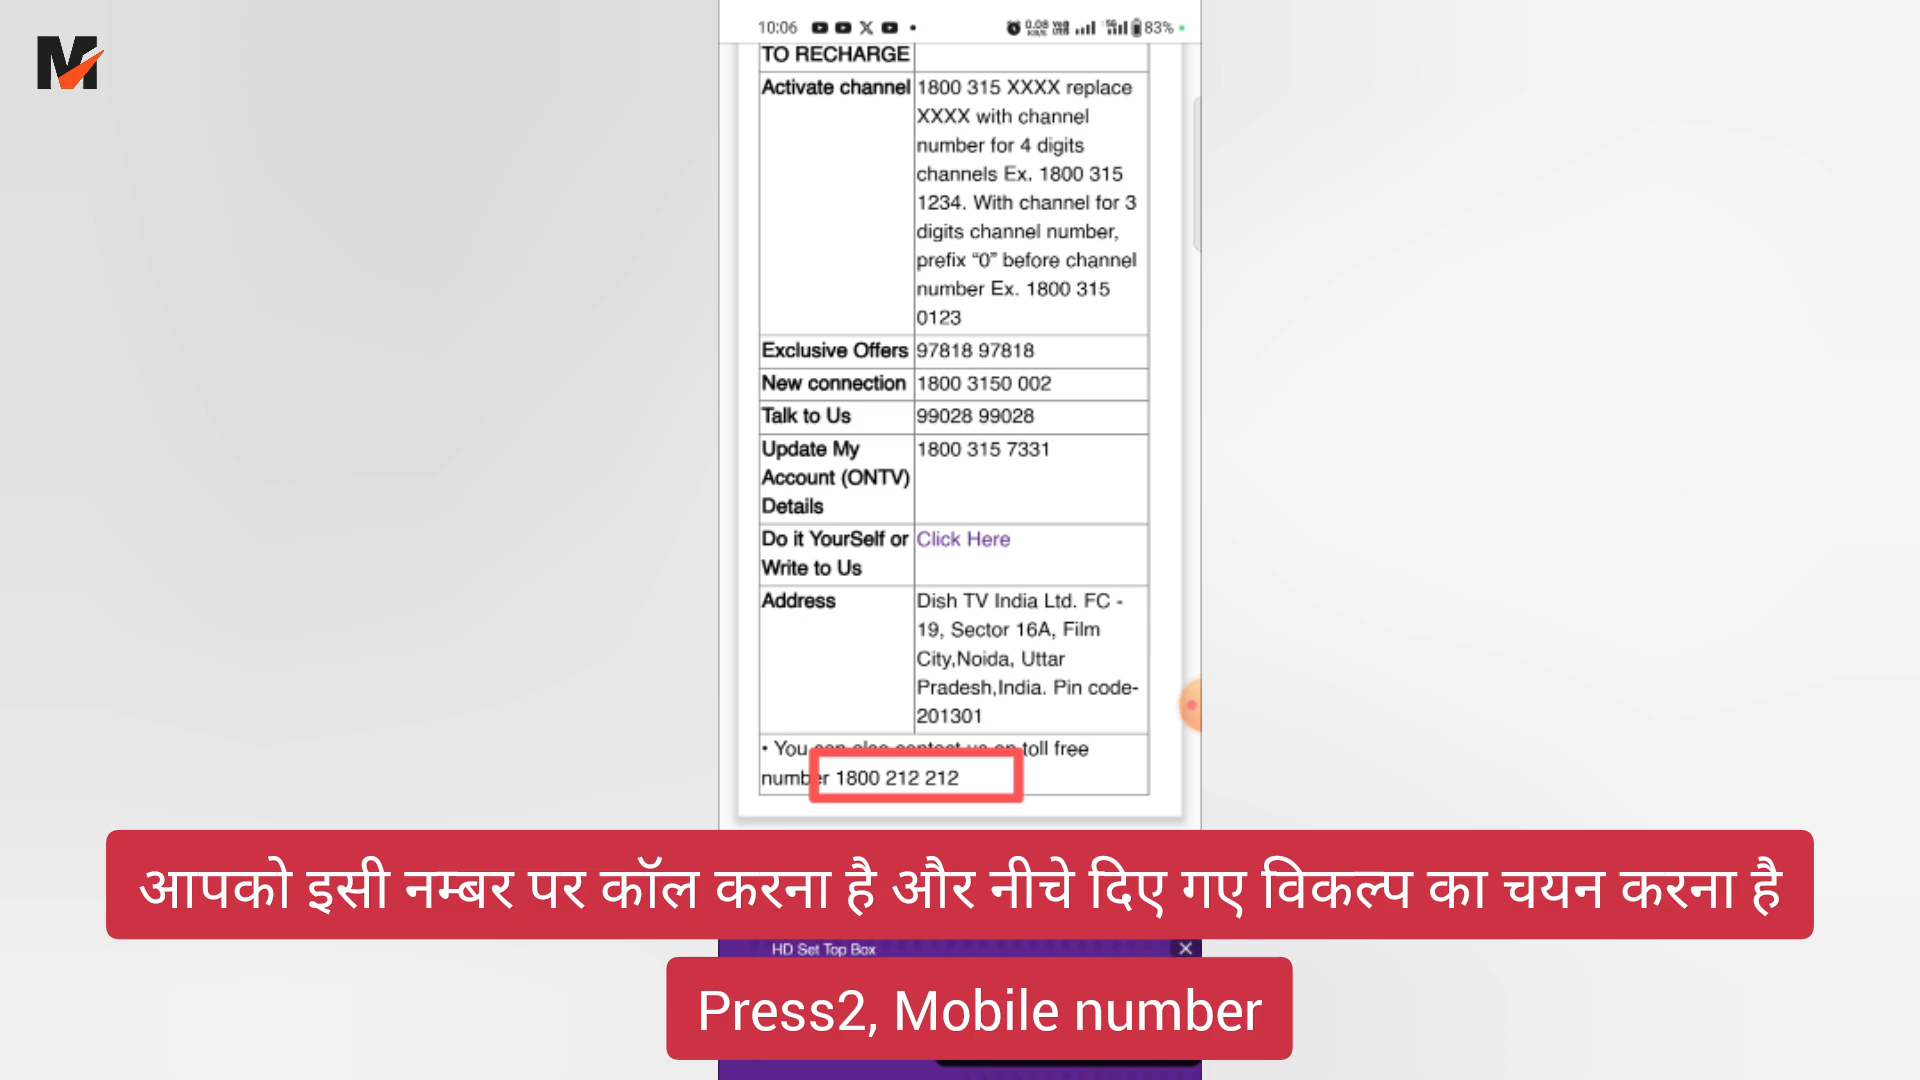 M
10:06
0.08 83%
TO RECHARGE
Activate channel 1800 315 XXXX replace
XXXX with channel
number for 4 digits
channels Ex. 1800 315
1234. With channel for 3
digits channel number,
prefix “0” before channel
number Ex. 1800 315
0123
Exclusive Offers 97818 97818
New connection 1800 3150 002
Talk to Us 99028 99028
Update My 1800 315 7331
Account (ONTV)
Details
Do it YourSelf or Click Here
Write to Us
Address Dish TV India Ltd. FC -
19, Sector 16A, Film
City,Noida, Uttar
Pradesh,India. Pin code-
201301
• You can also contact us on toll free
number 1800 212 212
आपको इसी नम्बर पर कॉल करना है और नीचे दिए गए विकल्प का चयन करना है
HD Set Top Box
Press2, Mobile number